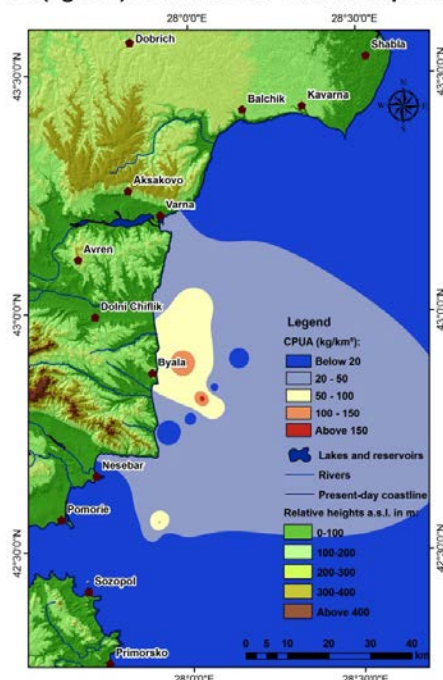 28°0'0"E 28°30'0"E
Dobrich
Shabla
43°30'0"N
43°30'0"N
Kavarna
Balchik
N
W E
S
Aksakovo
Varna
Avren
43°0'0"N
43°0'0"N
Dolni Chiflik
Legend
CPUA (kg/km²):
Below 20
20 - 50
50 - 100
100 - 150
Above 150
Lakes and reservoirs
Rivers
Present-day coastline
Relative heights a.s.l. in m:
0-100
100-200
200-300
300-400
Above 400
Byala
Nesebar
Pomorie
42°30'0"N
42°30'0"N
Sozopol
Primorsko
0 5 10 20 30 40
km
28°0'0"E 28°30'0"E